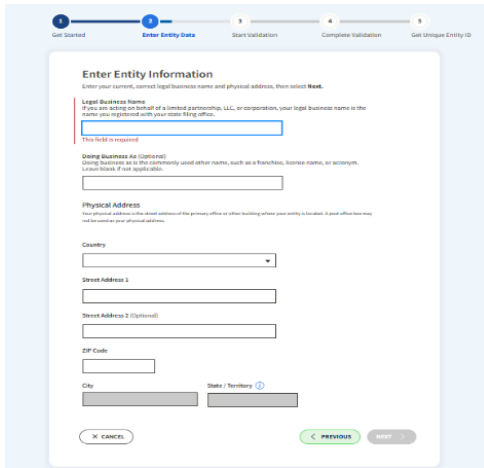 1 2 3 4 5
Get Started Enter Entity Data Start Validation Complete Validation Get Unique Entity ID
Enter Entity Information
Enter your current, correct legal business name and physical address, then select Next.
Legal Business Name
If you are acting on behalf of a limited partnership, LLC, or corporation, your legal business name is the
name you registered with your state filing office.
This field is required
Doing Business As (Optional)
Doing business as is the commonly used other name, such as a franchise, license name, or acronym.
Leave blank if not applicable.
Physical Address
Your physical address is the street address of the primary office or other building where your entity is located. A post office box may
not be used as your physical address.
Country
Street Address 1
Street Address 2 (Optional)
ZIP Code
City State / Territory i
X CANCEL < PREVIOUS NEXT >